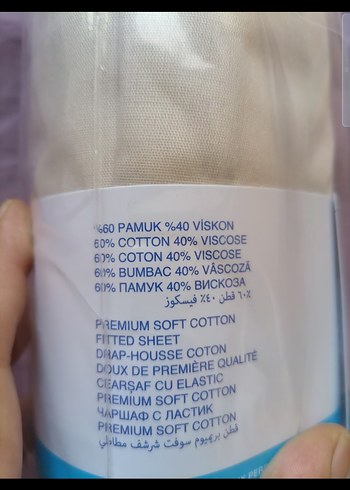 %60 PAMUK %40 VİSKON
60% COTTON 40% VISCOSE
60% COTON 40% VISCOSE
60% BUMBAC 40% VÂSCOZĂ
60% ПАМУК 40% ВИСКОЗА
٦٠٪ قطن ٤٠٪ فيسكوز
PREMIUM SOFT COTTON
FITTED SHEET
DRAP-HOUSSE COTON
DOUX DE PREMIÈRE QUALITÉ
CEARŞAF CU ELASTIC
PREMIUM SOFT COTTON
ЧАРШАФ С ЛАСТИК
PREMIUM SOFT COTTON
قطن بريميوم سوفت شرشف مطاطي